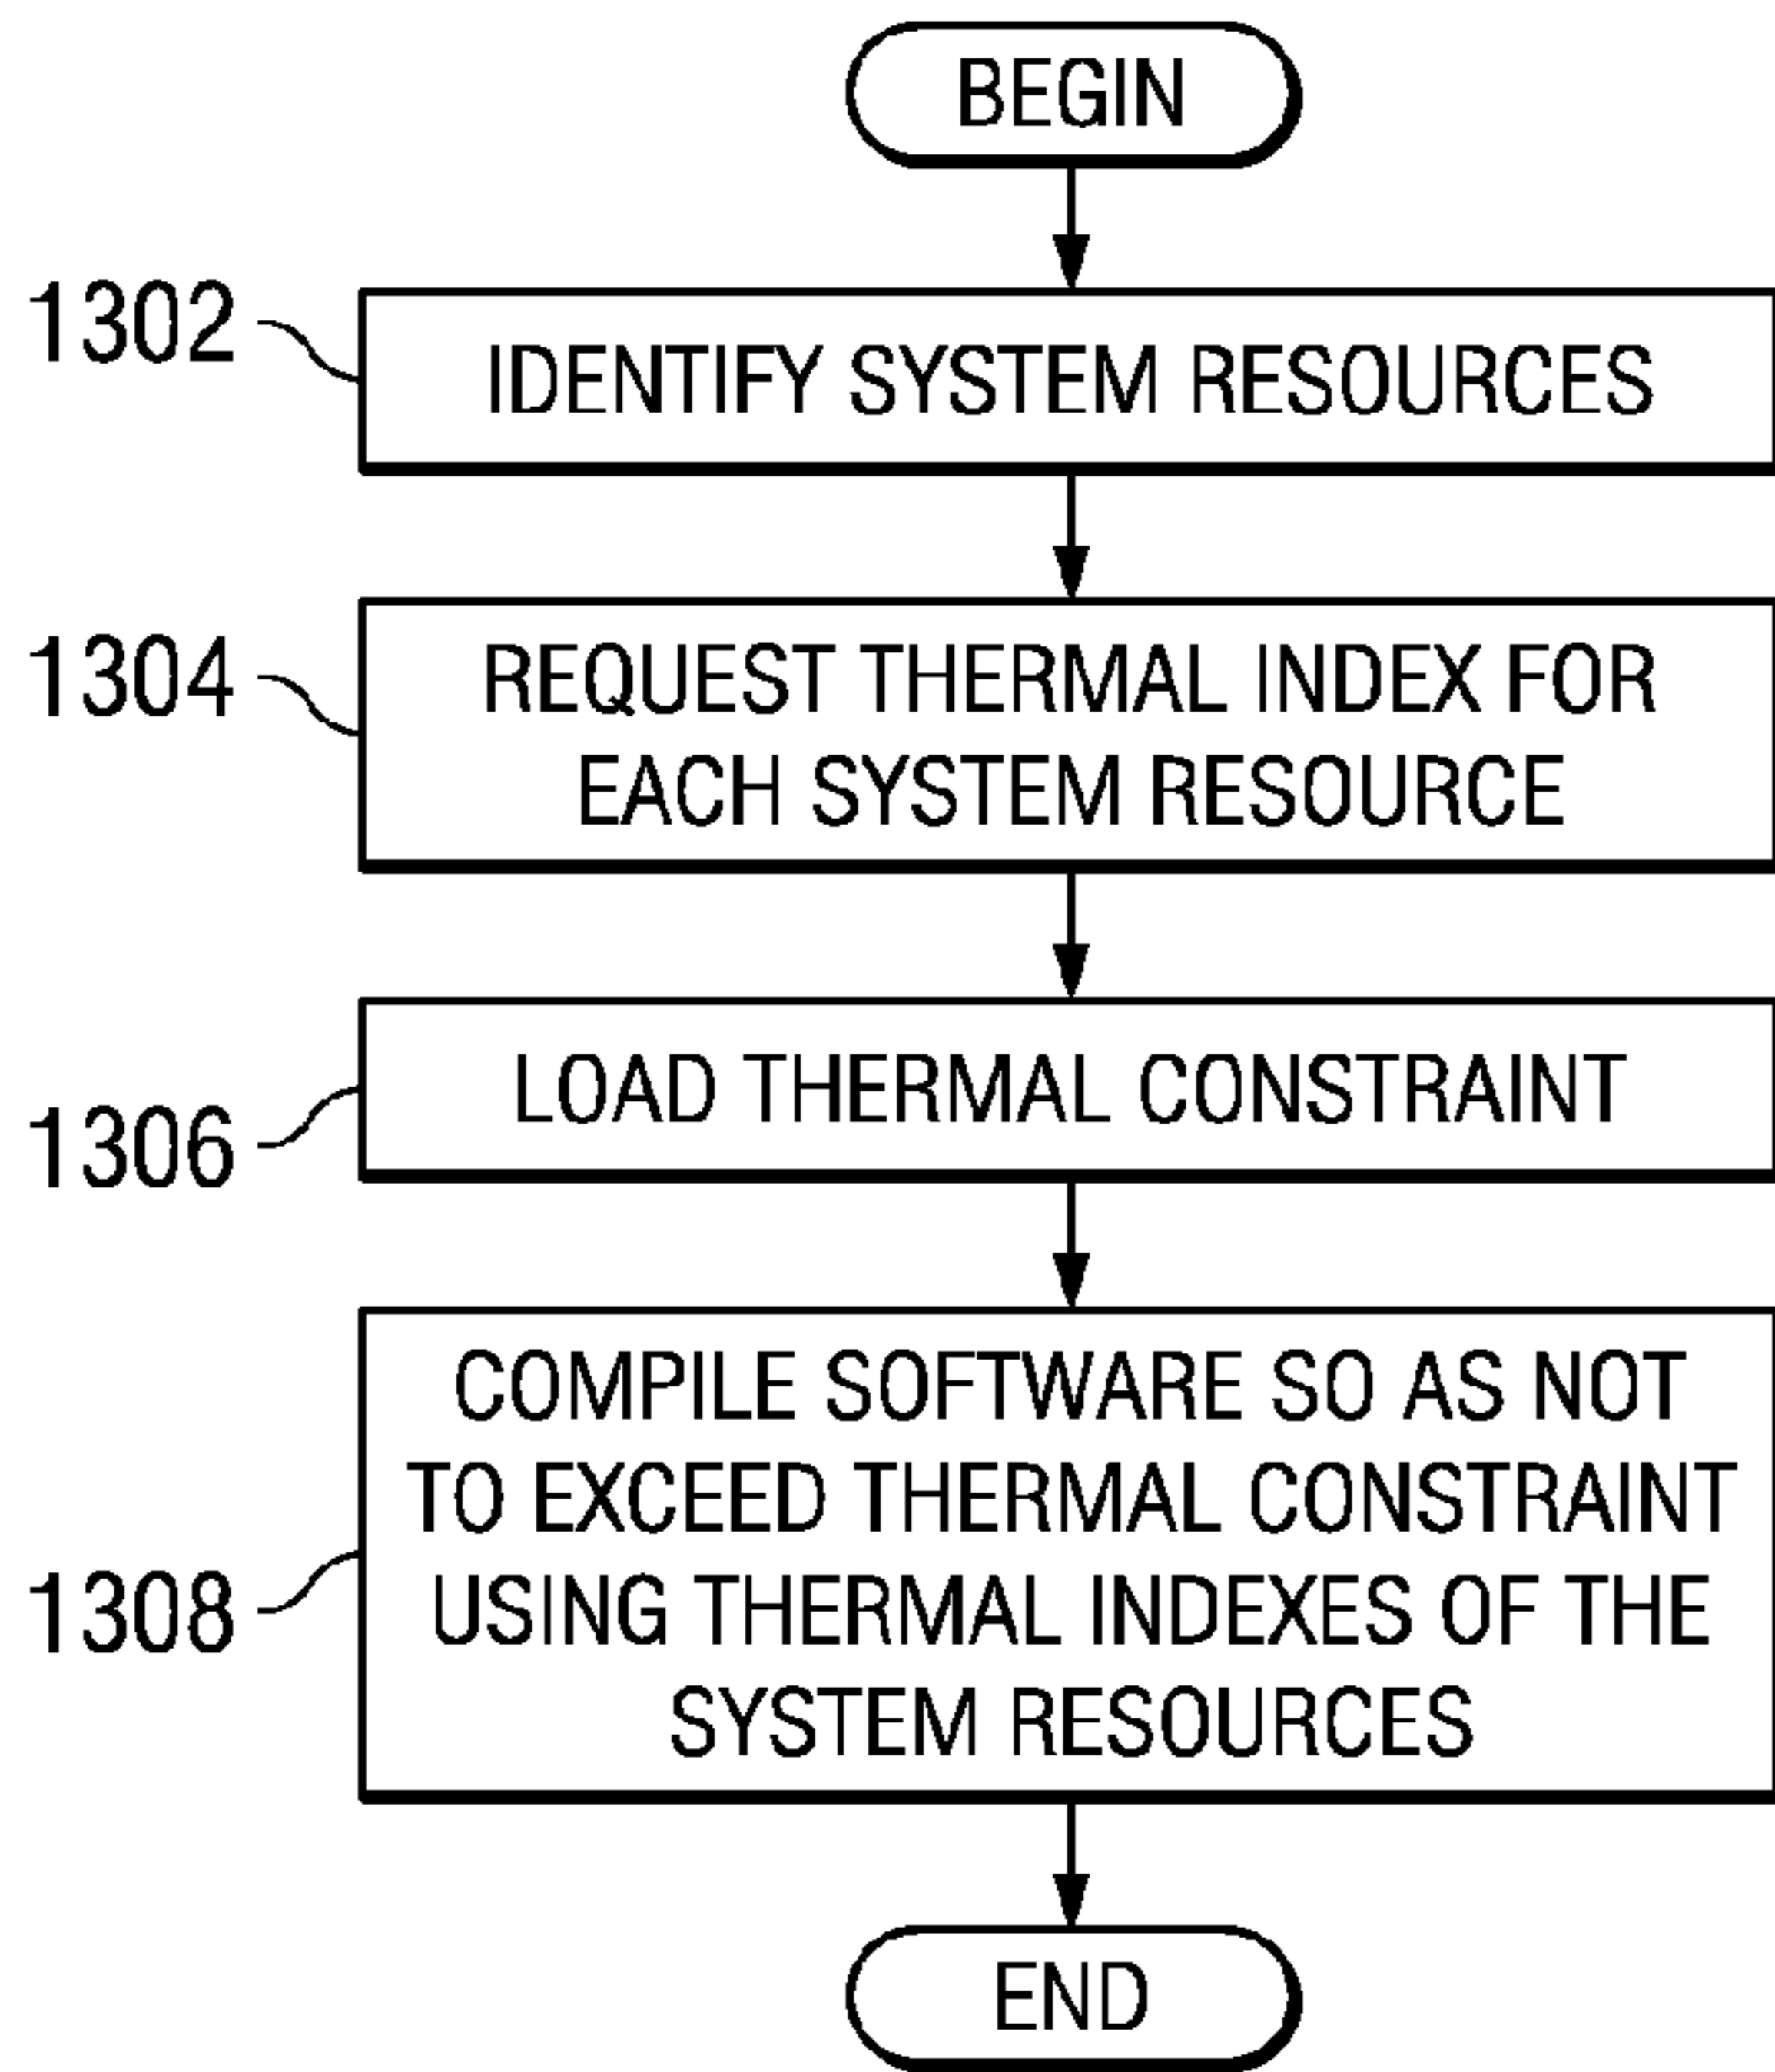 BEGIN
1302
IDENTIFY SYSTEM RESOURCES
1304
REQUEST THERMAL INDEX FOR
EACH SYSTEM RESOURCE
1306
LOAD THERMAL CONSTRAINT
1308
COMPILE SOFTWARE SO AS NOT
TO EXCEED THERMAL CONSTRAINT
USING THERMAL INDEXES OF THE
SYSTEM RESOURCES
END